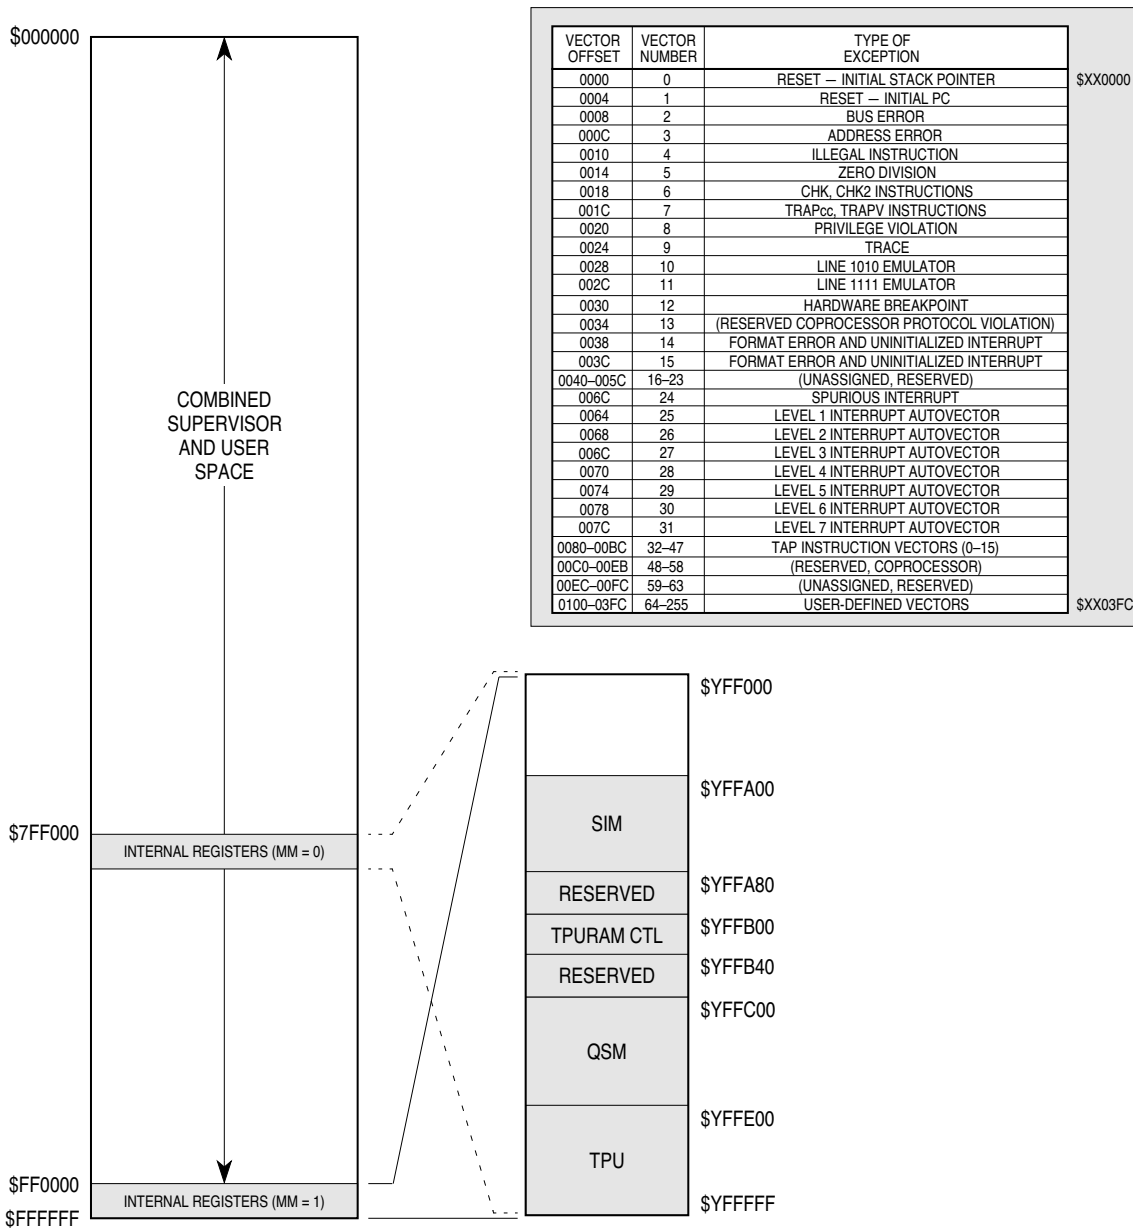 $000000
COMBINED
SUPERVISOR
AND USER
SPACE
$7FF000
INTERNAL REGISTERS (MM = 0)
$FF0000
INTERNAL REGISTERS (MM = 1)
$FFFFFF
VECTOR OFFSET VECTOR NUMBER TYPE OF EXCEPTION
0000 0 RESET — INITIAL STACK POINTER $XX0000
0004 1 RESET — INITIAL PC
0008 2 BUS ERROR
000C 3 ADDRESS ERROR
0010 4 ILLEGAL INSTRUCTION
0014 5 ZERO DIVISION
0018 6 CHK, CHK2 INSTRUCTIONS
001C 7 TRAPcc, TRAPV INSTRUCTIONS
0020 8 PRIVILEGE VIOLATION
0024 9 TRACE
0028 10 LINE 1010 EMULATOR
002C 11 LINE 1111 EMULATOR
0030 12 HARDWARE BREAKPOINT
0034 13 (RESERVED COPROCESSOR PROTOCOL VIOLATION)
0038 14 FORMAT ERROR AND UNINITIALIZED INTERRUPT
003C 15 FORMAT ERROR AND UNINITIALIZED INTERRUPT
0040–005C 16–23 (UNASSIGNED, RESERVED)
006C 24 SPURIOUS INTERRUPT
0064 25 LEVEL 1 INTERRUPT AUTOVECTOR
0068 26 LEVEL 2 INTERRUPT AUTOVECTOR
006C 27 LEVEL 3 INTERRUPT AUTOVECTOR
0070 28 LEVEL 4 INTERRUPT AUTOVECTOR
0074 29 LEVEL 5 INTERRUPT AUTOVECTOR
0078 30 LEVEL 6 INTERRUPT AUTOVECTOR
007C 31 LEVEL 7 INTERRUPT AUTOVECTOR
0080–00BC 32–47 TAP INSTRUCTION VECTORS (0–15)
00C0–00EB 48–58 (RESERVED, COPROCESSOR)
00EC–00FC 59–63 (UNASSIGNED, RESERVED)
0100–03FC 64–255 USER-DEFINED VECTORS $XX03FC
$YFF000
$YFFA00
SIM
$YFFA80
RESERVED
$YFFB00
TPURAM CTL
$YFFB40
RESERVED
$YFFC00
QSM
$YFFE00
TPU
$YFFFFF